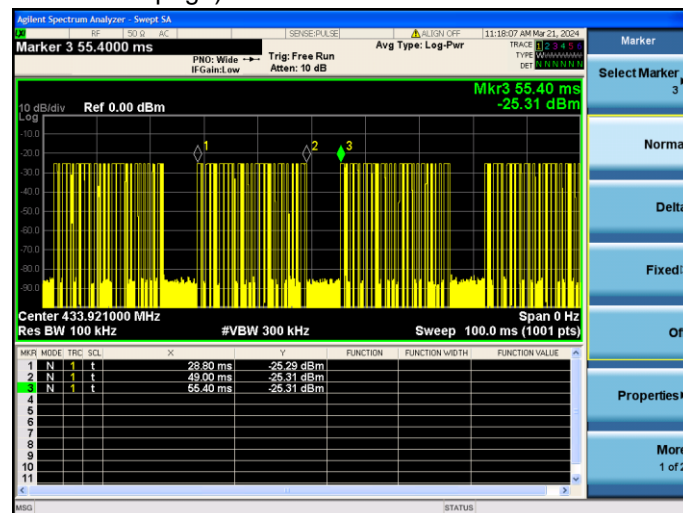 Agilent Spectrum Analyzer - Swept SA
RF 50 Ω AC SENSE:PULSE ALIGN OFF 11:18:07 AM Mar 21, 2024
Marker 3 55.4000 ms
PNO: Wide Trig: Free Run
IFGain:Low Atten: 10 dB
Avg Type: Log-Pwr
TRACE 1 2 3 4 5 6
TYPE
DET N N N N N N
Mkr3 55.40 ms
-25.31 dBm
10 dB/div Ref 0.00 dBm
Log
-10.0
-20.0
-30.0
-40.0
-50.0
-60.0
-70.0
-80.0
-90.0
1
2
3
Center 433.921000 MHz Span 0 Hz
Res BW 100 kHz #VBW 300 kHz Sweep 100.0 ms (1001 pts)
MKR MODE TRC SCL X Y FUNCTION FUNCTION WIDTH FUNCTION VALUE
1 N 1 t 28.80 ms -25.29 dBm
2 N 1 t 49.00 ms -25.31 dBm
3 N 1 t 55.40 ms -25.31 dBm
4
5
6
7
8
9
10
11
MSG STATUS
Marker
Select Marker
3
Norma
Delta
Fixed
Of
Properties
More
1 of 2